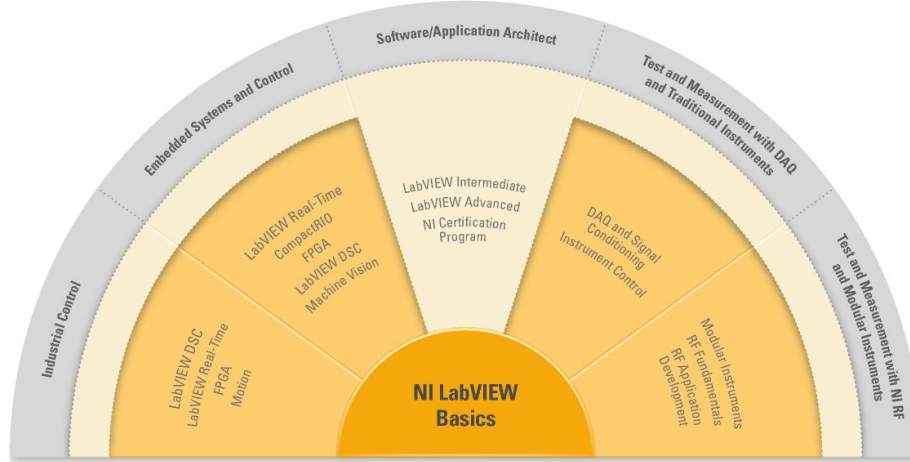 Industrial Control
Embedded Systems and Control
Software/Application Architect
Test and Measurement with DAQ
and Traditional Instruments
Test and Measurement with NI RF
and Modular Instruments
LabVIEW DSC
LabVIEW Real-Time
FPGA
Motion
LabVIEW Real-Time
CompactRIO
FPGA
LabVIEW DSC
Machine Vision
LabVIEW Intermediate
LabVIEW Advanced
NI Certification
Program
DAQ and Signal
Conditioning
Instrument Control
Modular Instruments
RF Fundamentals
RF Application
Development
NI LabVIEW
Basics